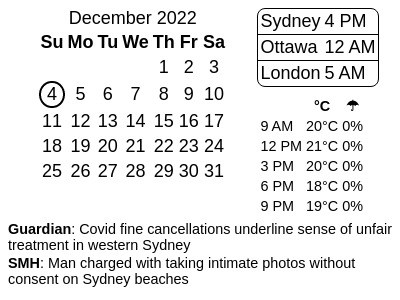 December 2022
Su Mo Tu We Th Fr Sa
1 2 3
4 5 6 7 8 9 10
11 12 13 14 15 16 17
18 19 20 21 22 23 24
25 26 27 28 29 30 31
Sydney 4 PM
Ottawa 12 AM
London 5 AM
°C ☂
9 AM 20°C 0%
12 PM 21°C 0%
3 PM 20°C 0%
6 PM 18°C 0%
9 PM 19°C 0%
Guardian: Covid fine cancellations underline sense of unfair
treatment in western Sydney
SMH: Man charged with taking intimate photos without
consent on Sydney beaches